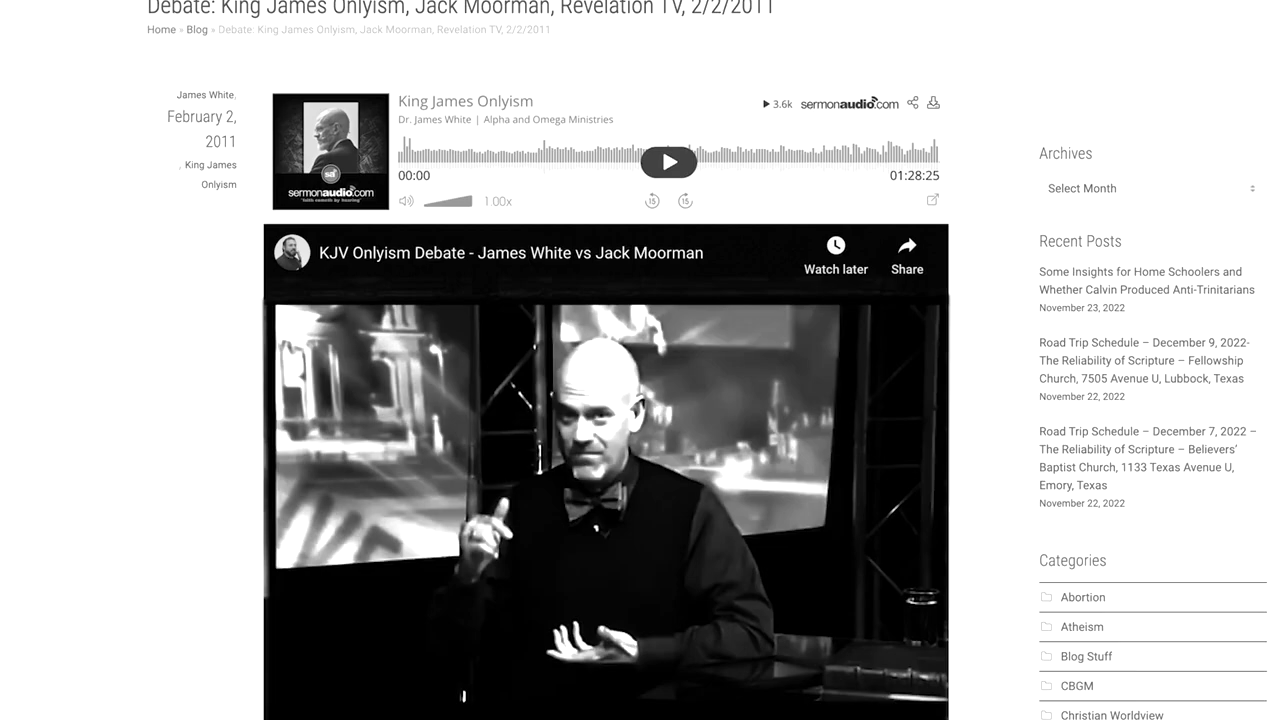 Debate: King James Onlyism, Jack Moorman, Revelation TV, 2/2/2011
Home » Blog » Debate: King James Onlyism, Jack Moorman, Revelation TV, 2/2/2011
James White,
February 2,
2011
, King James
Onlyism
King James Onlyism
3.6k
sermonaudio.com
Dr. James White | Alpha and Omega Ministries
00:00
01:28:25
1.00x
15
15
sa
sermonaudio.com
"faith cometh by hearing"
KJV Onlyism Debate - James White vs Jack Moorman
Watch later
Share
Archives
Select Month
Recent Posts
Some Insights for Home Schoolers and
Whether Calvin Produced Anti-Trinitarians
November 23, 2022
Road Trip Schedule – December 9, 2022-
The Reliability of Scripture – Fellowship
Church, 7505 Avenue U, Lubbock, Texas
November 22, 2022
Road Trip Schedule – December 7, 2022 –
The Reliability of Scripture – Believers’
Baptist Church, 1133 Texas Avenue U,
Emory, Texas
November 22, 2022
Categories
Abortion
Atheism
Blog Stuff
CBGM
Christian Worldview